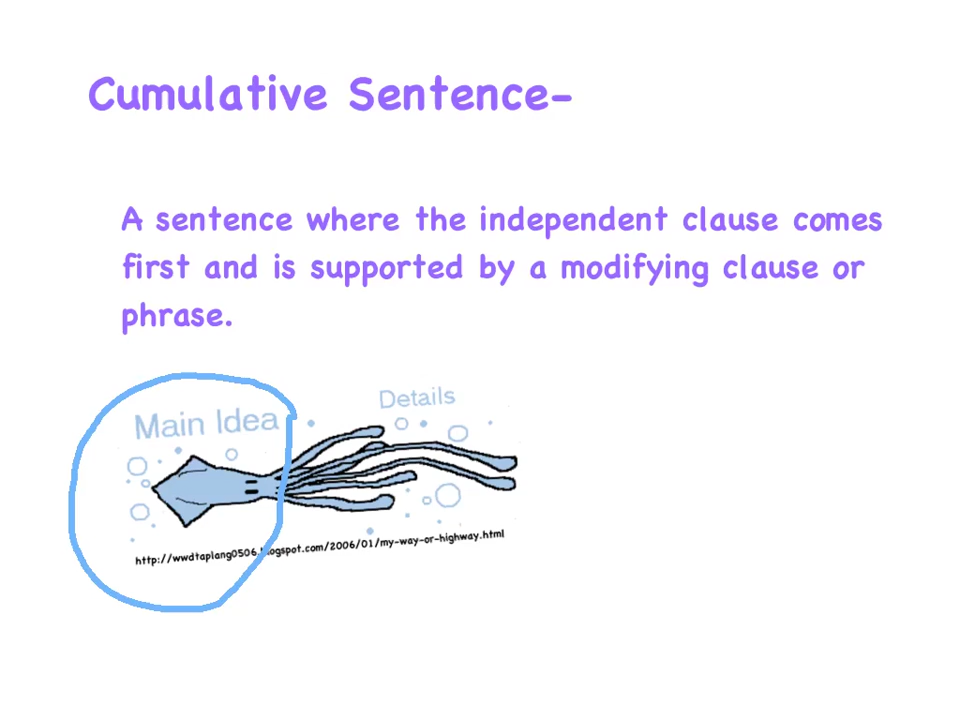 Cumulative Sentence-
A sentence where the independent clause comes
first and is supported by a modifying clause or
phrase.
Main Idea
Details
http://wwdtaplang0506.blogspot.com/2006/01/my-way-or-highway.html